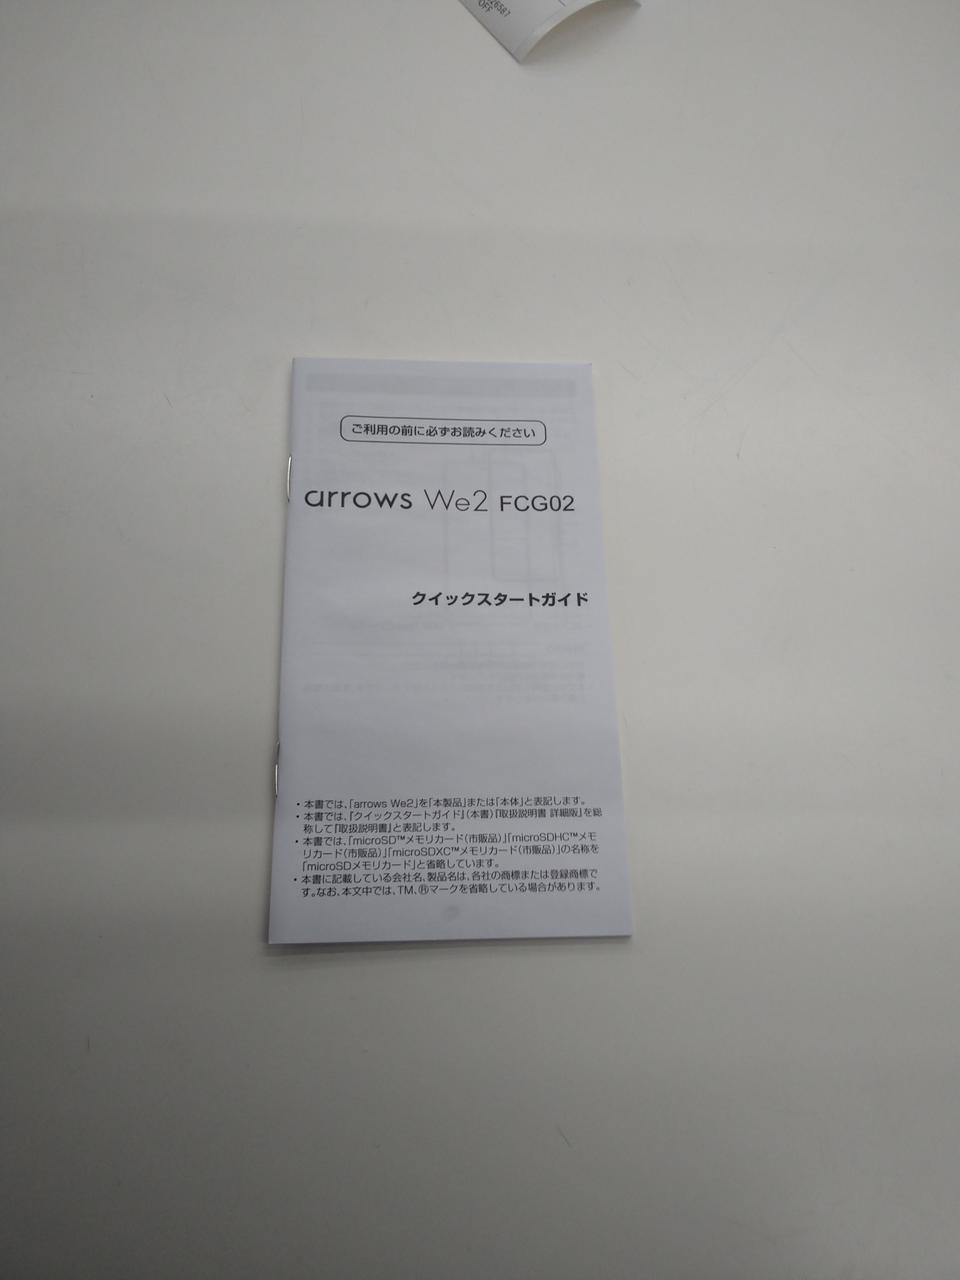 26587
OFF
ご利用の前に必ずお読みください
arrows We2 FCG02
クイックスタートガイド
・本書では、「arrows We2」を「本製品」または「本体」と表記します。
・本書では、「クイックスタートガイド」(本書)「取扱説明書 詳細版」を総
称して「取扱説明書」と表記します。
・本書では、「microSD™メモリカード(市販品)」「microSDHC™メモ
リカード(市販品)」「microSDXC™メモリカード(市販品)」の名称を
「microSDメモリカード」と省略しています。
・本書に記載している会社名、製品名は、各社の商標または登録商標で
す。なお、本文中では、TM、Ⓡマークを省略している場合があります。